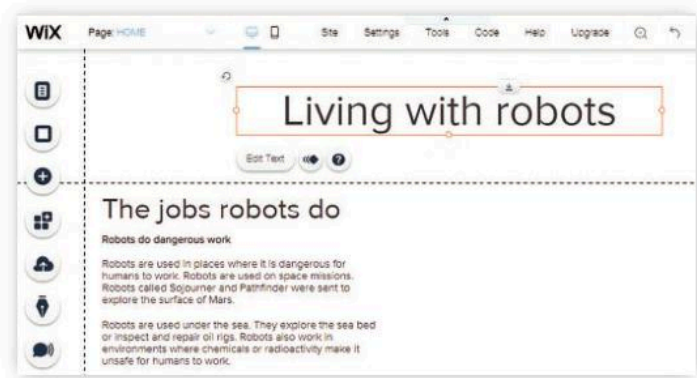 WiX Page: HOME Site Settings Tools Code Help Upgrade
Living with robots
Edit Text
The jobs robots do
Robots do dangerous work
Robots are used in places where it is dangerous for
humans to work. Robots are used on space missions.
Robots called Sojourner and Pathfinder were sent to
explore the surface of Mars.
Robots are used under the sea. They explore the sea bed
or inspect and repair oil rigs. Robots also work in
environments where chemicals or radioactivity make it
unsafe for humans to work.